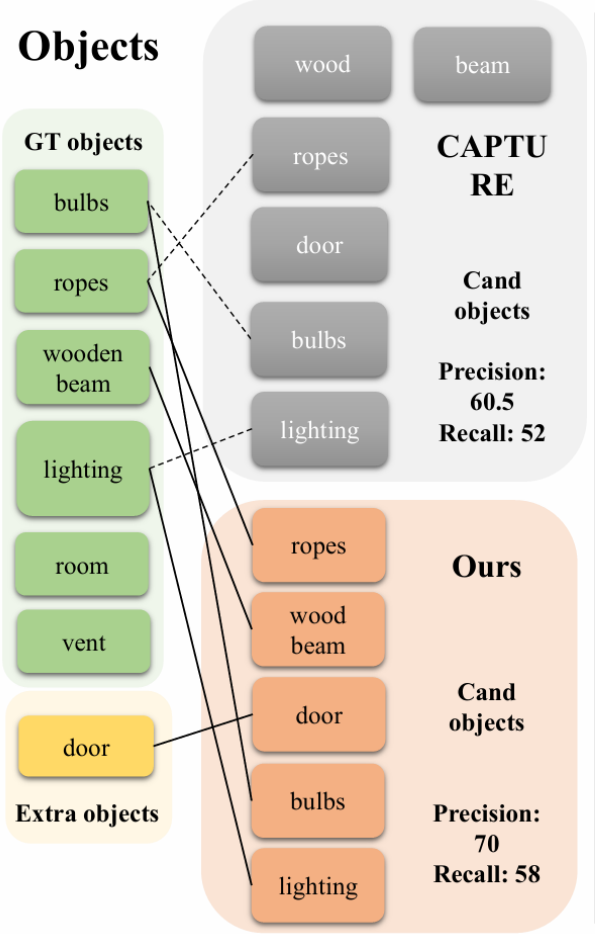 Objects
GT objects
bulbs
ropes
wooden
beam
lighting
room
vent
door
Extra objects
wood
beam
ropes
door
bulbs
lighting
CAPTU
RE
Cand
objects
Precision:
60.5
Recall: 52
ropes
wood
beam
door
bulbs
lighting
Ours
Cand
objects
Precision:
70
Recall: 58